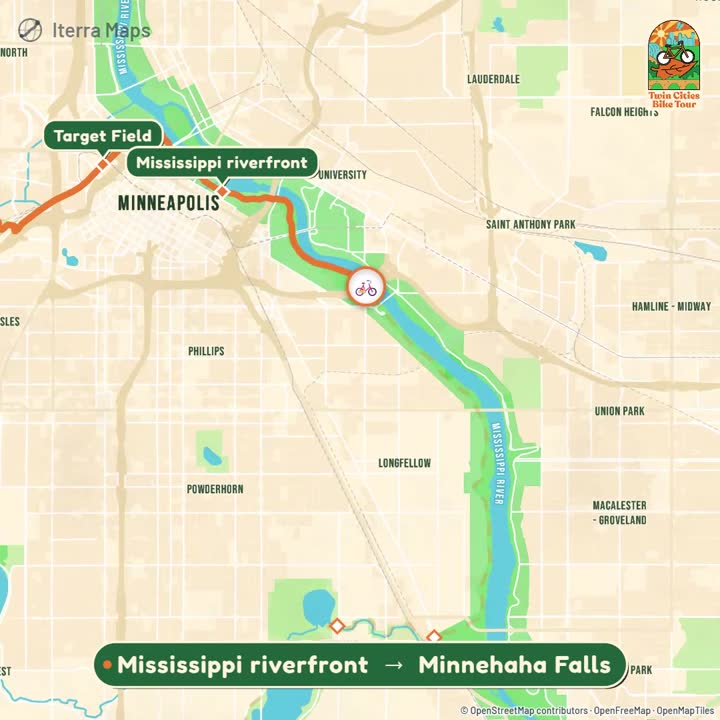 Iterra Maps
MISSISSIPPI RIV
NORTH
LAUDERDALE
FALCON HEIGHTS
Twin Cities
Bike Tour
Target Field
Mississippi riverfront
UNIVERSITY
MINNEAPOLIS
SAINT ANTHONY PARK
HAMLINE - MIDWAY
SLES
PHILLIPS
UNION PARK
MISSISSIPPI RIVER
LONGFELLOW
POWDERHORN
MACALESTER
- GROVELAND
Mississippi riverfront → Minnehaha Falls
PARK
EST
© OpenStreetMap contributors · OpenFreeMap · OpenMapTiles